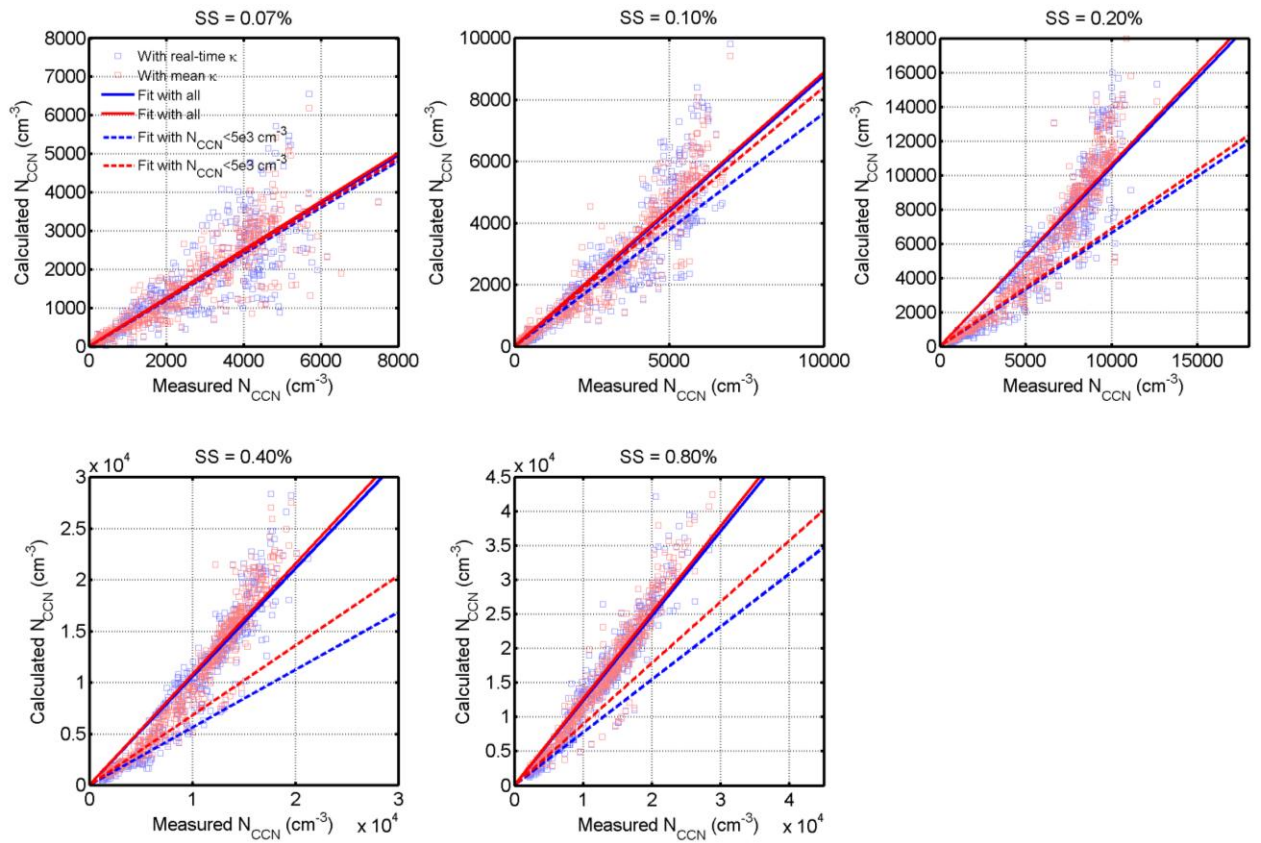 SS = 0.07%
8000
7000
6000
5000
4000
3000
2000
1000
0
Calculated N_CCN (cm^-3)
With real-time κ
With mean κ
Fit with all
Fit with all
Fit with N_CCN<5e3 cm^-3
Fit with N_CCN<5e3 cm^-3
0 2000 4000 6000 8000
Measured N_CCN (cm^-3)
SS = 0.10%
10000
8000
6000
4000
2000
0
Calculated N_CCN (cm^-3)
0 5000 10000
Measured N_CCN (cm^-3)
SS = 0.20%
18000
16000
14000
12000
10000
8000
6000
4000
2000
0
Calculated N_CCN (cm^-3)
0 5000 10000 15000
Measured N_CCN (cm^-3)
SS = 0.40%
x 10^4
3
2.5
2
1.5
1
0.5
0
Calculated N_CCN (cm^-3)
0 1 2 3
Measured N_CCN (cm^-3) x 10^4
SS = 0.80%
x 10^4
4.5
4
3.5
3
2.5
2
1.5
1
0.5
0
Calculated N_CCN (cm^-3)
0 1 2 3 4
Measured N_CCN (cm^-3) x 10^4